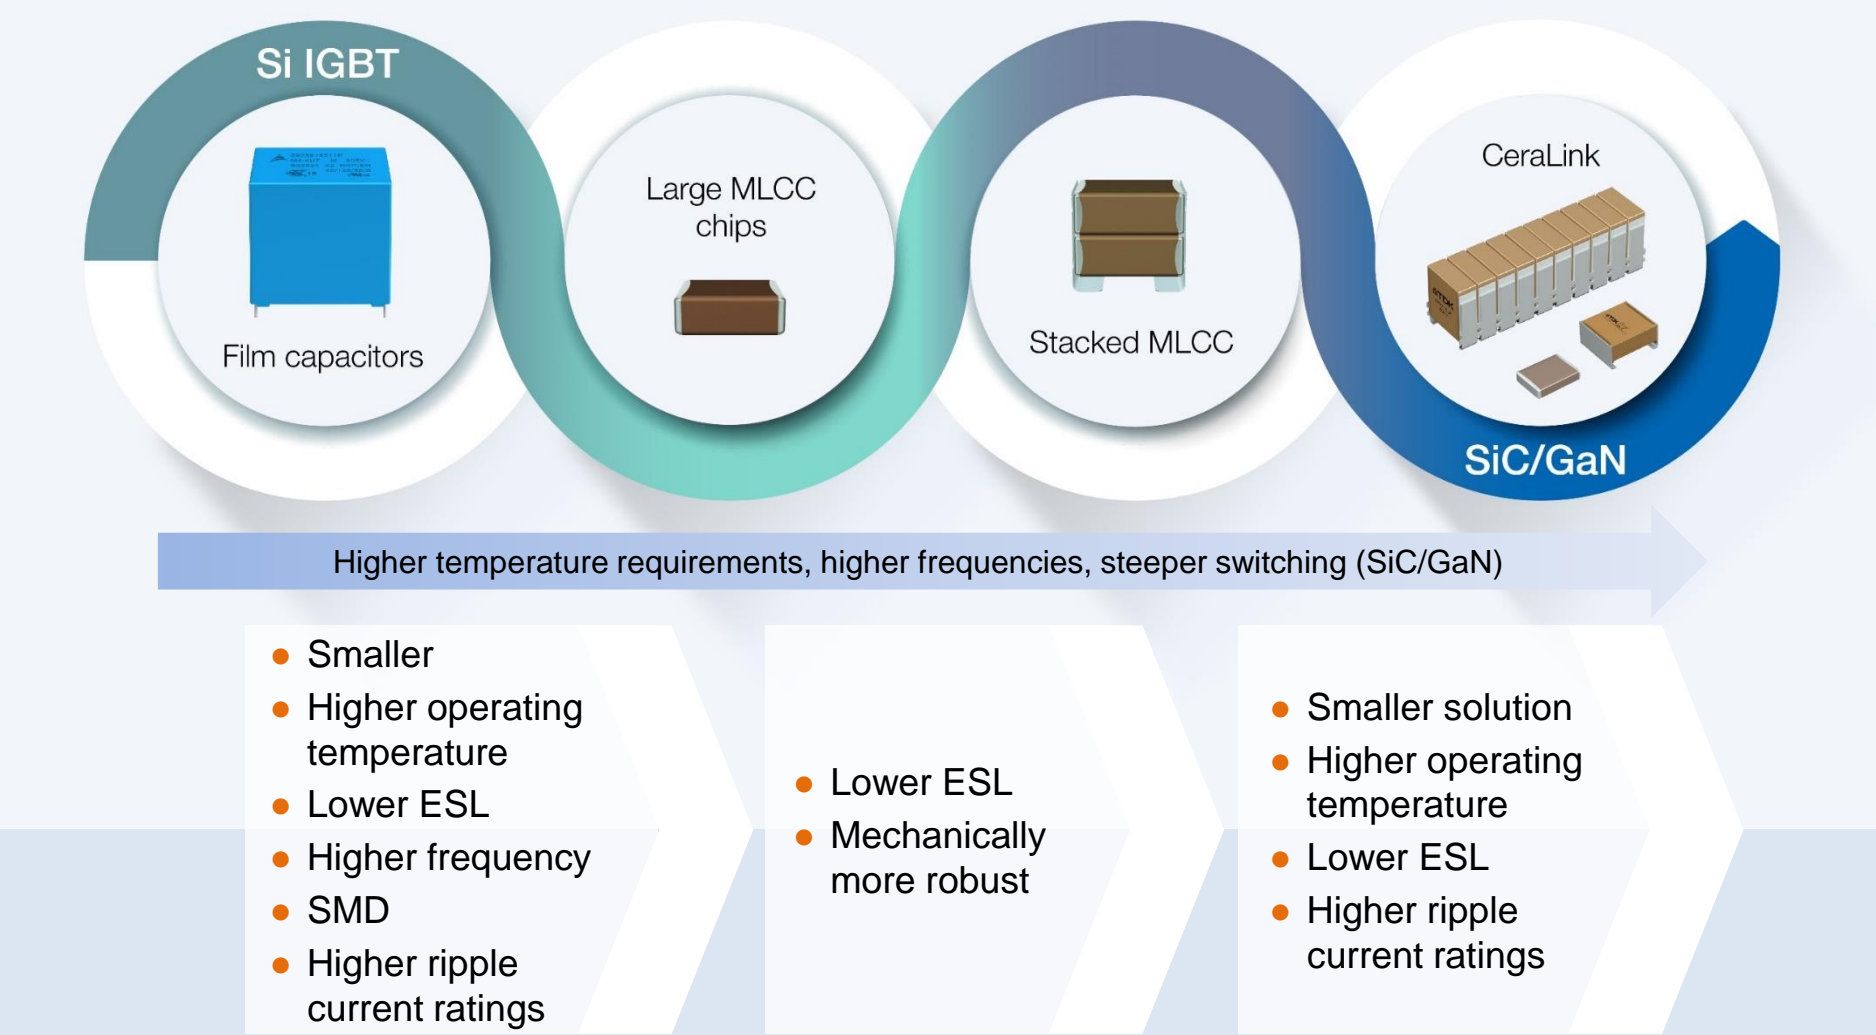 Si IGBT
Film capacitors
Large MLCC
chips
Stacked MLCC
CeraLink
TDK
SiC/GaN
Higher temperature requirements, higher frequencies, steeper switching (SiC/GaN)
● Smaller
● Higher operating
temperature
● Lower ESL
● Higher frequency
● SMD
● Higher ripple
current ratings
● Lower ESL
● Mechanically
more robust
● Smaller solution
● Higher operating
temperature
● Lower ESL
● Higher ripple
current ratings